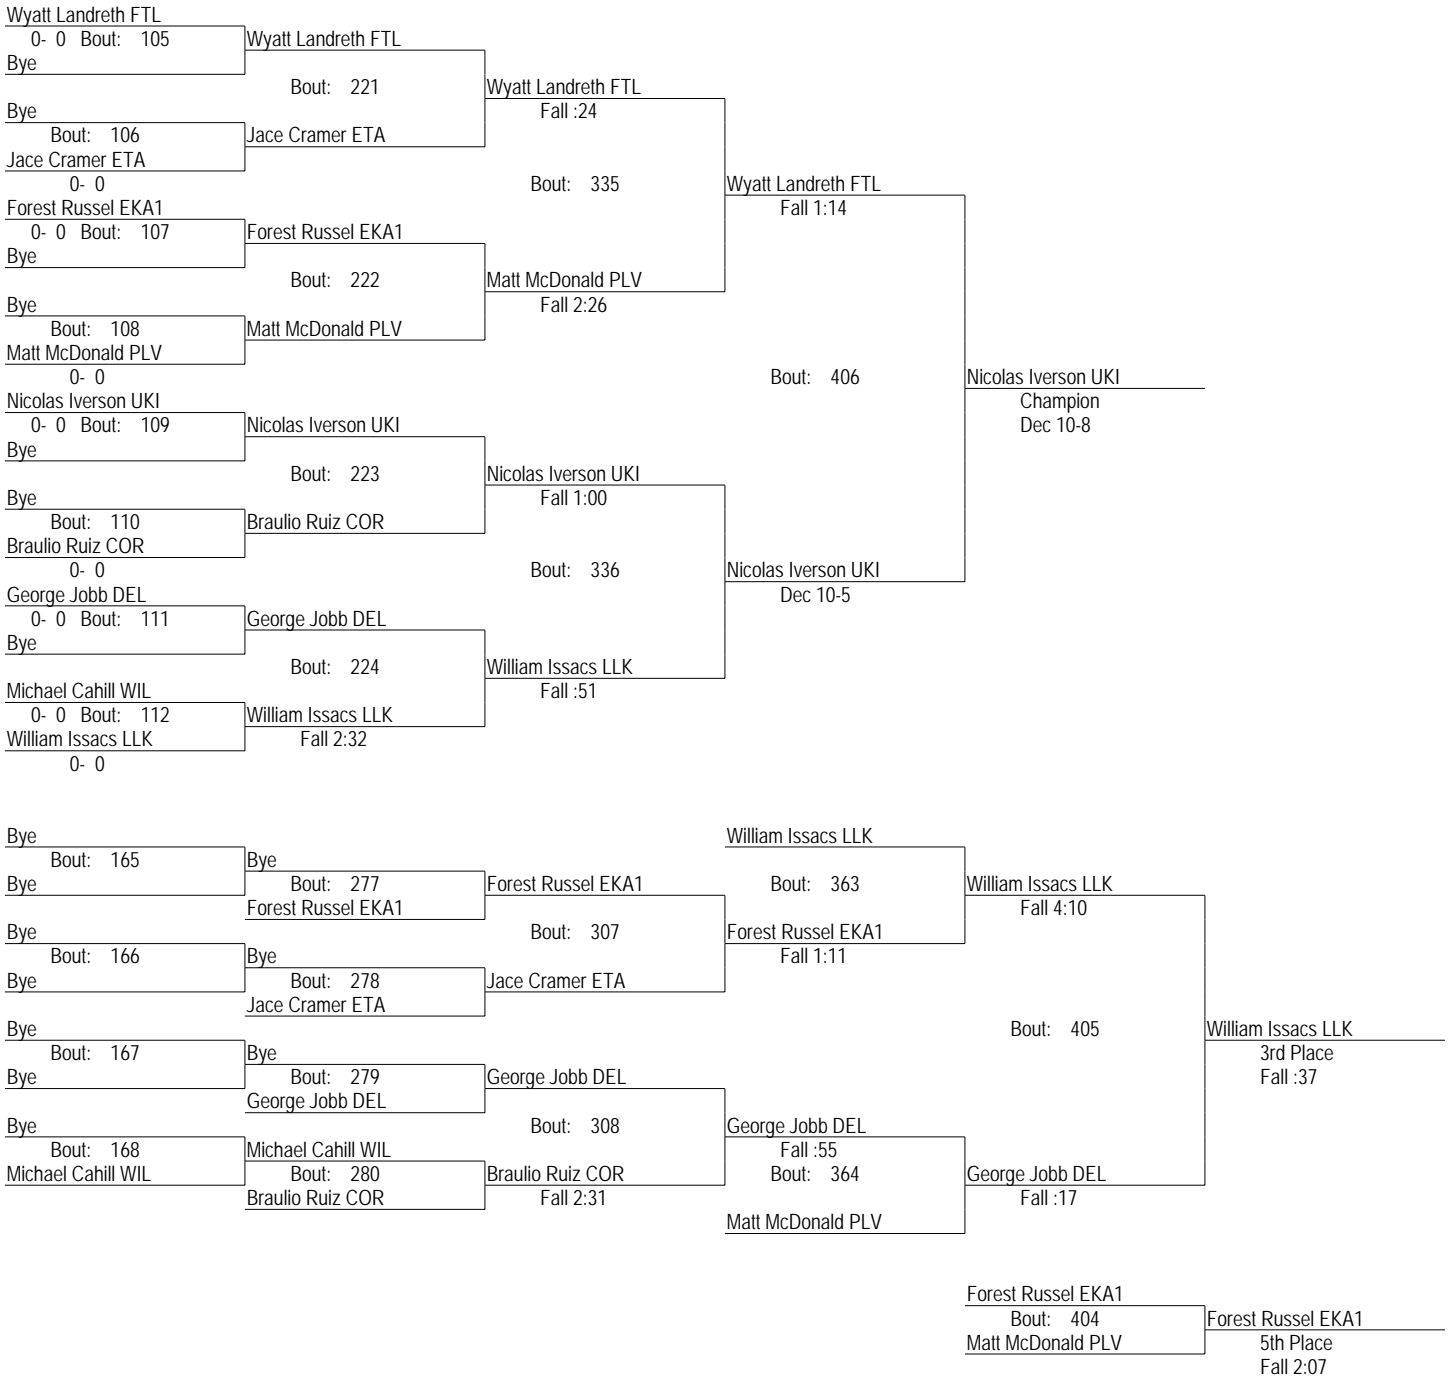 Wyatt Landreth FTL
0- 0 Bout: 105 Wyatt Landreth FTL
Bye
Bout: 221 Wyatt Landreth FTL
Bye Fall :24
Bout: 106 Jace Cramer ETA
Jace Cramer ETA
0- 0 Bout: 335 Wyatt Landreth FTL
Forest Russel EKA1 Fall 1:14
0- 0 Bout: 107 Forest Russel EKA1
Bye
Bout: 222 Matt McDonald PLV
Bye Fall 2:26
Bout: 108 Matt McDonald PLV
Matt McDonald PLV
0- 0 Bout: 406 Nicolas Iverson UKI
Nicolas Iverson UKI Champion
0- 0 Bout: 109 Nicolas Iverson UKI Dec 10-8
Bye
Bout: 223 Nicolas Iverson UKI
Bye Fall 1:00
Bout: 110 Braulio Ruiz COR
Braulio Ruiz COR
0- 0 Bout: 336 Nicolas Iverson UKI
George Jobb DEL Dec 10-5
0- 0 Bout: 111 George Jobb DEL
Bye
Bout: 224 William Issacs LLK
Michael Cahill WIL Fall :51
0- 0 Bout: 112 William Issacs LLK
William Issacs LLK Fall 2:32
0- 0
Bye William Issacs LLK
Bout: 165 Bye
Bye Bout: 277 Forest Russel EKA1 Bout: 363 William Issacs LLK
Forest Russel EKA1 Fall 4:10
Bye Bout: 307 Forest Russel EKA1
Bout: 166 Bye Fall 1:11
Bye Bout: 278 Jace Cramer ETA
Jace Cramer ETA
Bye Bout: 405 William Issacs LLK
Bout: 167 Bye 3rd Place
Bye Bout: 279 George Jobb DEL Fall :37
George Jobb DEL
Bye Bout: 308 George Jobb DEL
Bout: 168 Michael Cahill WIL Fall :55
Michael Cahill WIL Bout: 280 Braulio Ruiz COR Bout: 364 George Jobb DEL
Braulio Ruiz COR Fall 2:31 Fall :17
Matt McDonald PLV
Forest Russel EKA1
Bout: 404 Forest Russel EKA1
Matt McDonald PLV 5th Place
Fall 2:07